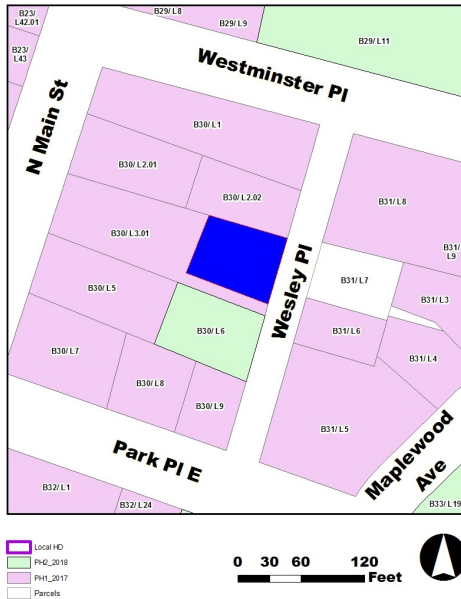 B23/
L42.01
B29/ L8
B29/ L9
B29/ L11
B23/
L43
Westminster Pl
N Main St
B30/ L1
B30/ L2.01
B30/ L2.02
B31/ L8
B30/ L3.01
B31/
L9
Wesley Pl
B31/ L7
B30/ L5
B31/ L3
B30/ L6
B31/ L6
B30/ L7
B31/ L4
B30/ L8
B30/ L9
B31/ L5
Park Pl E
Maplewood
Ave
B32/ L1
B32/ L24
B33/ L19
Local HD
PH2_2018
PH1_2017
Parcels
0 30 60 120
Feet